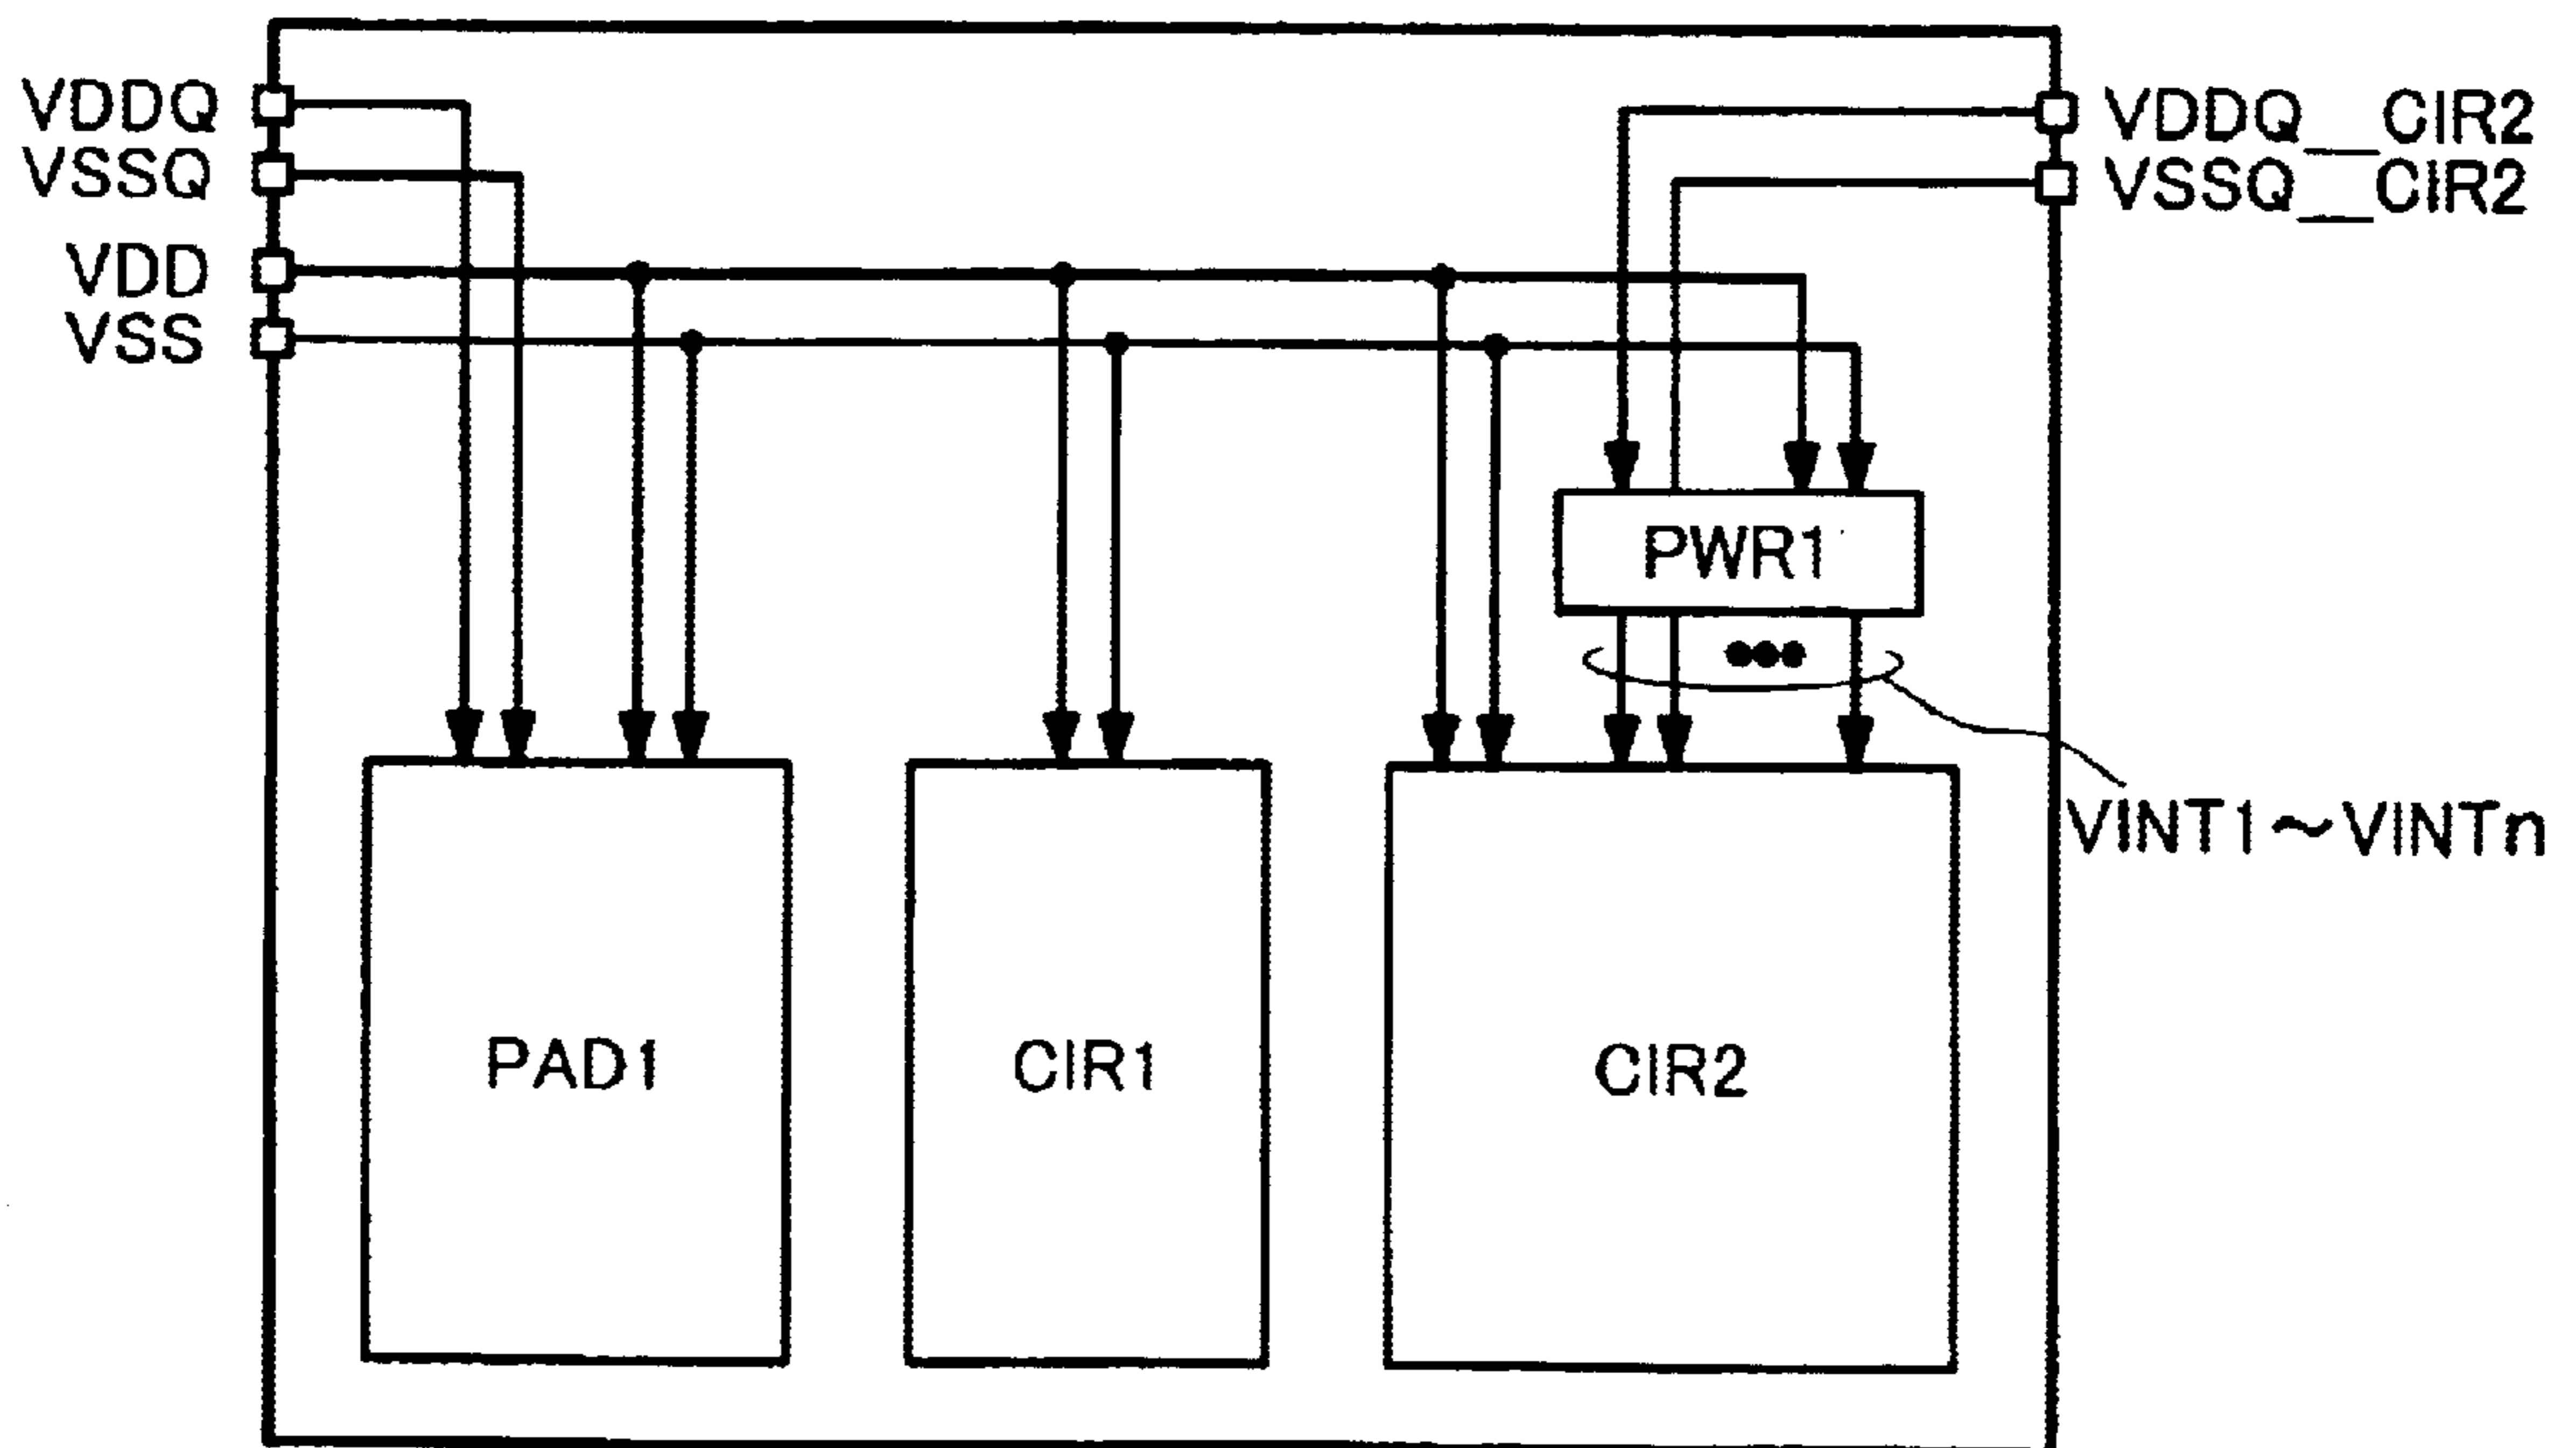 VDDQ
VSSQ
VDD
VSS
VDDQ__CIR2
VSSQ__CIR2
PWR1
VINT1～VINTn
PAD1
CIR1
CIR2